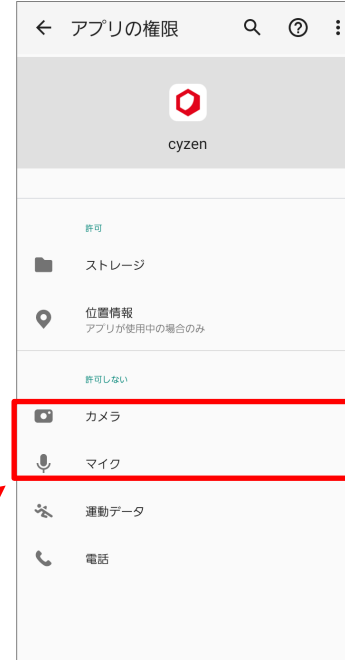 アプリの権限
cyzen
許可
ストレージ
位置情報
アプリが使用中の場合のみ
許可しない
カメラ
マイク
運動データ
電話